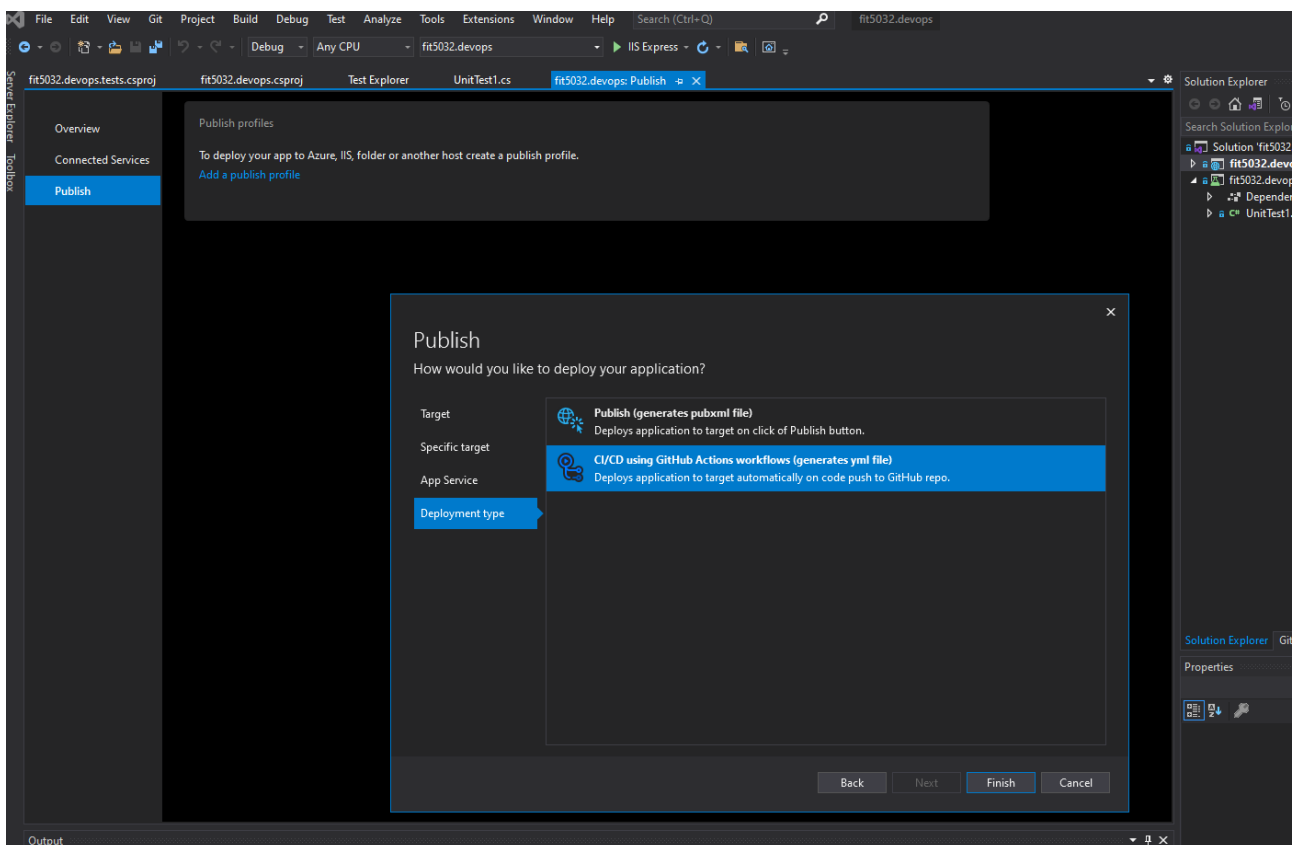 File Edit View Git Project Build Debug Test Analyze Tools Extensions Window Help Search (Ctrl+Q) fit5032.devops
Debug Any CPU fit5032.devops IIS Express
Server Explorer
Toolbox
fit5032.devops.tests.csproj fit5032.devops.csproj Test Explorer UnitTest1.cs fit5032.devops: Publish
Overview
Connected Services
Publish
Publish profiles
To deploy your app to Azure, IIS, folder or another host create a publish profile.
Add a publish profile
Publish
How would you like to deploy your application?
Target
Specific target
App Service
Deployment type
Publish (generates pubxml file)
Deploys application to target on click of Publish button.
CI/CD using GitHub Actions workflows (generates yml file)
Deploys application to target automatically on code push to GitHub repo.
Back Next Finish Cancel
Solution Explorer
Search Solution Explo
Solution 'fit5032
fit5032.devo
fit5032.devop
Depender
C# UnitTest1.
Solution Explorer Git
Properties
Output